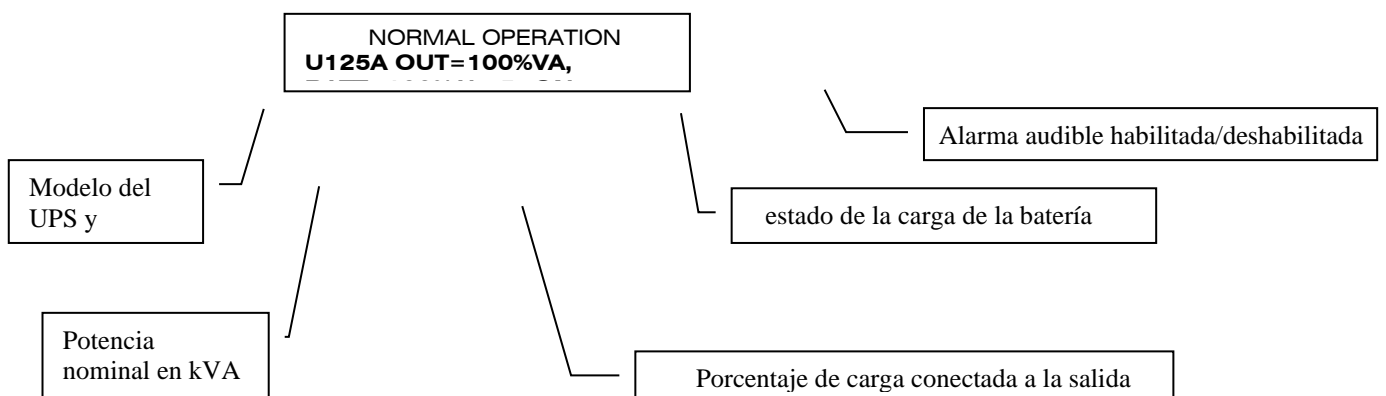 NORMAL OPERATION
U125A OUT=100%VA,
Alarma audible habilitada/deshabilitada
Modelo del
UPS y
estado de la carga de la batería
Potencia
nominal en kVA
Porcentaje de carga conectada a la salida